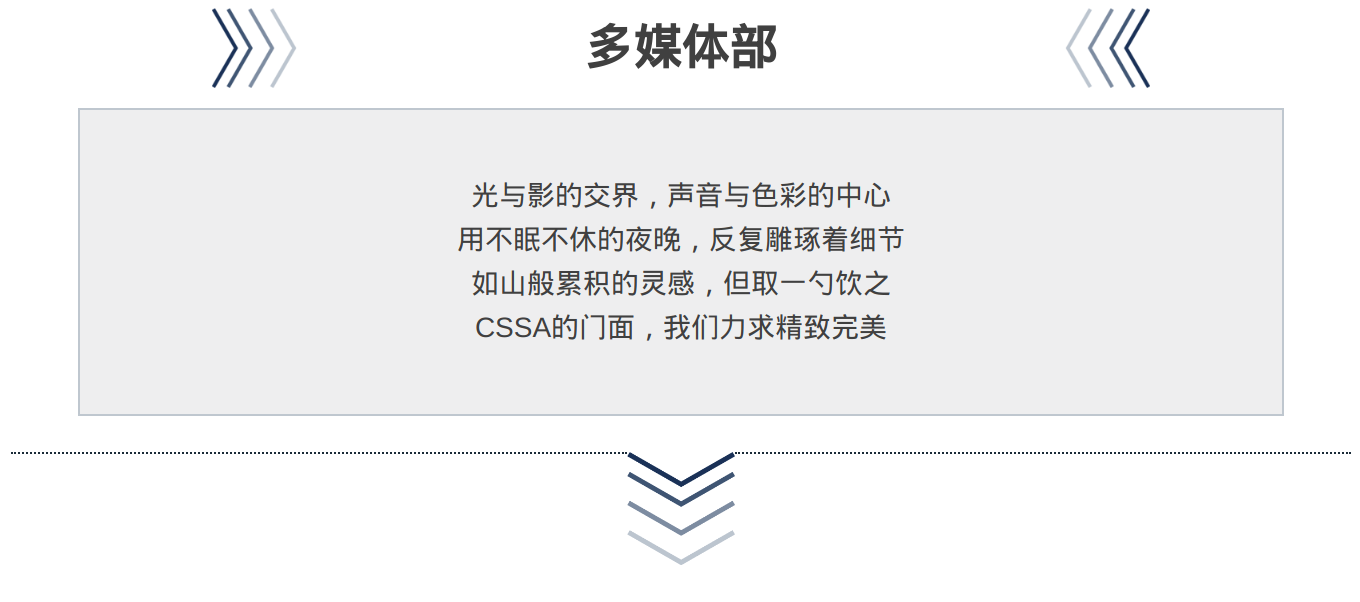 多媒体部
光与影的交界，声音与色彩的中心
用不眠不休的夜晚，反复雕琢着细节
如山般累积的灵感，但取一勺饮之
CSSA的门面，我们力求精致完美